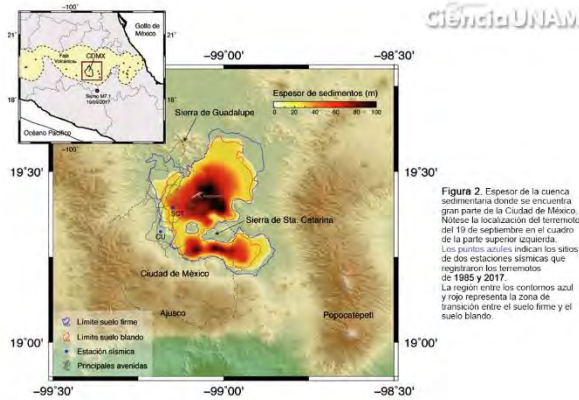 Ciencia UNAM
−100°
21°
Golfo de
México
21°
Faja
Volcánica
CDMX
Sismo M7.1
19/09/2017
18°
18°
Océano Pacífico
−100°
−99°00'
−98°30'
Espesor de sedimentos (m)
0 20 40 60 80 100
Sierra de Guadalupe
19°30'
19°30'
SCT
CU
Sierra de Sta. Catarina
Ciudad de México
Ajusco
Popocatepetl
Límite suelo firme
Límite suelo blando
Estación sísmica
Principales avenidas
19°00'
19°00'
−99°30'
−99°00'
−98°30'
Figura 2. Espesor de la cuenca
sedimentaria donde se encuentra
gran parte de la Ciudad de México.
Nótese la localización del terremoto
del 19 de septiembre en el cuadro
de la parte superior izquierda.
Los puntos azules indican los sitios
de dos estaciones sísmicas que
registraron los terremotos
de 1985 y 2017.
La región entre los contornos azul
y rojo representa la zona de
transición entre el suelo firme y el
suelo blando.